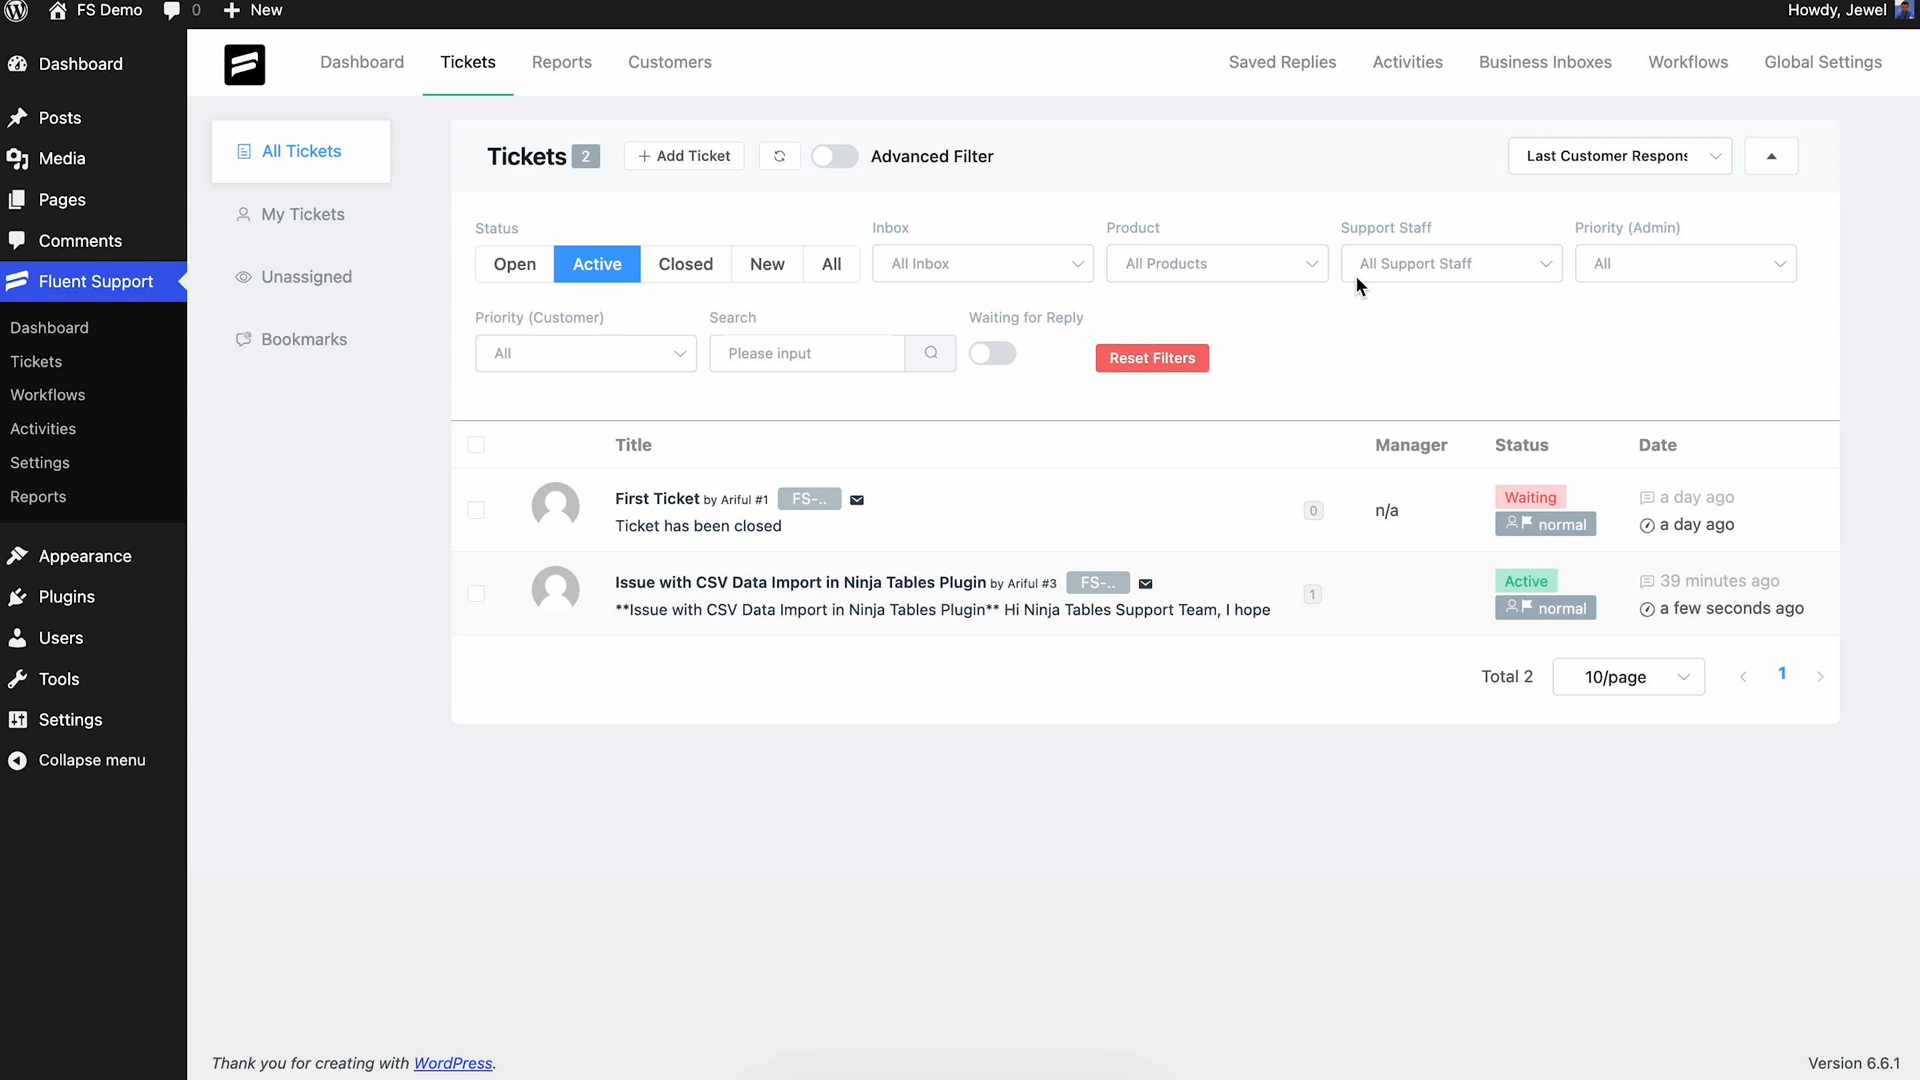 FS Demo
0
New
Howdy, Jewel
Dashboard
Posts
Media
Pages
Comments
Fluent Support
Dashboard
Tickets
Workflows
Activities
Settings
Reports
Appearance
Plugins
Users
Tools
Settings
Collapse menu
Dashboard
Tickets
Reports
Customers
Saved Replies
Activities
Business Inboxes
Workflows
Global Settings
All Tickets
My Tickets
Unassigned
Bookmarks
Tickets 2
+ Add Ticket
Advanced Filter
Last Customer Respons
Status
Open
Active
Closed
New
All
Inbox
All Inbox
Product
All Products
Support Staff
All Support Staff
Priority (Admin)
All
Priority (Customer)
All
Search
Please input
Waiting for Reply
Reset Filters
Title
Manager
Status
Date
First Ticket by Ariful #1 FS-..
Ticket has been closed
0
n/a
Waiting
normal
a day ago
a day ago
Issue with CSV Data Import in Ninja Tables Plugin by Ariful #3 FS-..
**Issue with CSV Data Import in Ninja Tables Plugin** Hi Ninja Tables Support Team, I hope
1
Active
normal
39 minutes ago
a few seconds ago
Total 2
10/page
1
Thank you for creating with WordPress.
Version 6.6.1